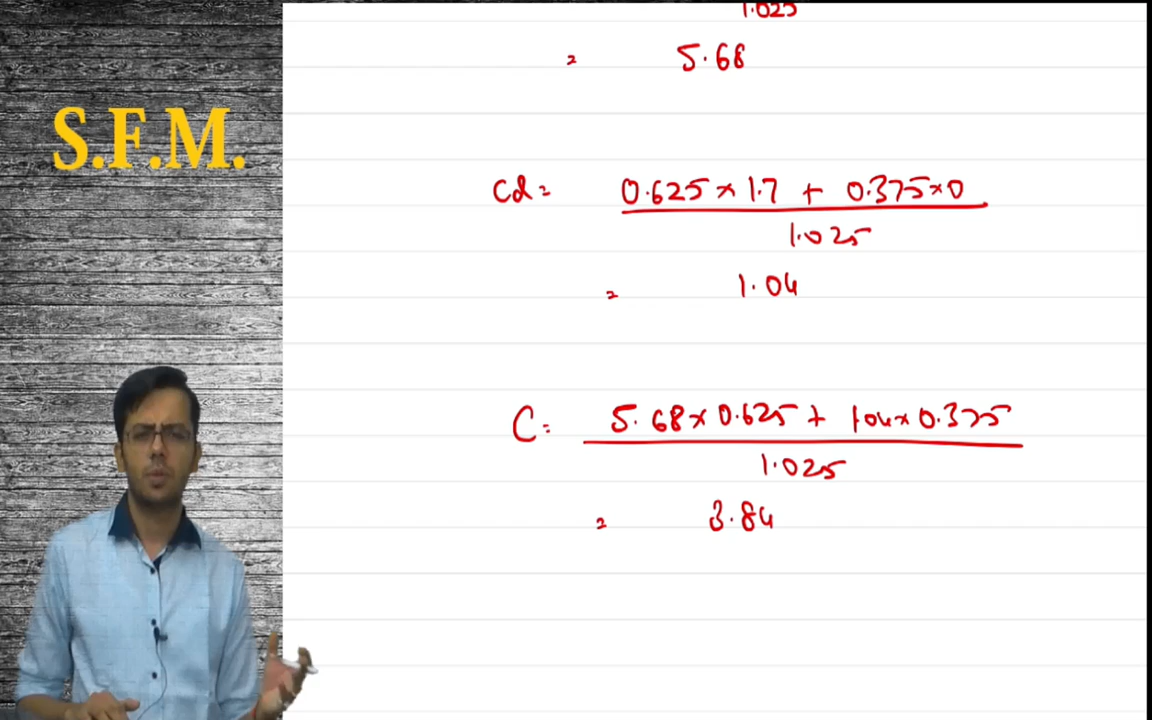 S.F.M.
1.025
= 5.68
Cd = 0.625 × 1.7 + 0.375 × 0
1.025
= 1.04
C = 5.68 × 0.625 + 1.04 × 0.375
1.025
= 3.84